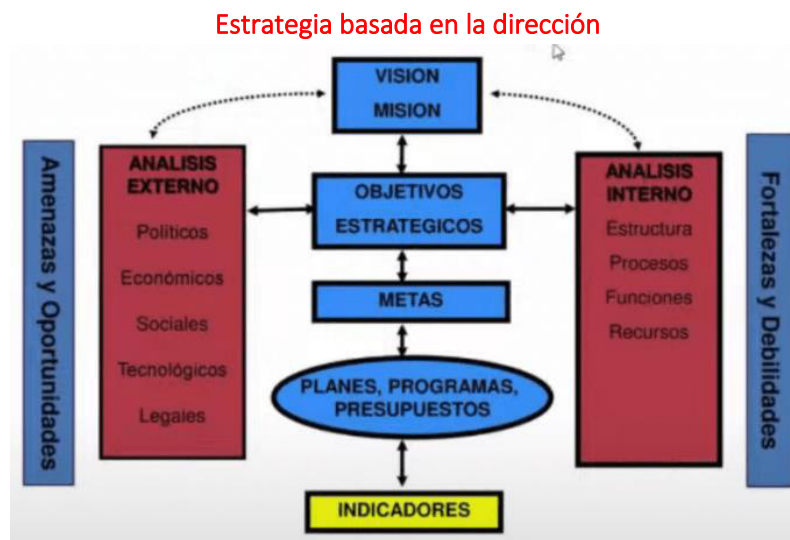 Estrategia basada en la dirección
VISION
MISION
Amenazas y Oportunidades
ANALISIS
EXTERNO
Políticos
Económicos
Sociales
Tecnológicos
Legales
OBJETIVOS
ESTRATEGICOS
METAS
PLANES, PROGRAMAS,
PRESUPUESTOS
INDICADORES
ANALISIS
INTERNO
Estructura
Procesos
Funciones
Recursos
Fortalezas y Debilidades